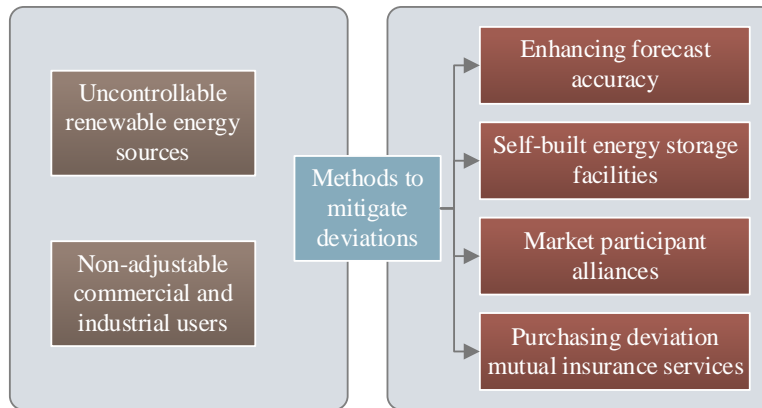 Uncontrollable
renewable energy
sources
Non-adjustable
commercial and
industrial users
Methods to
mitigate
deviations
Enhancing forecast
accuracy
Self-built energy storage
facilities
Market participant
alliances
Purchasing deviation
mutual insurance services